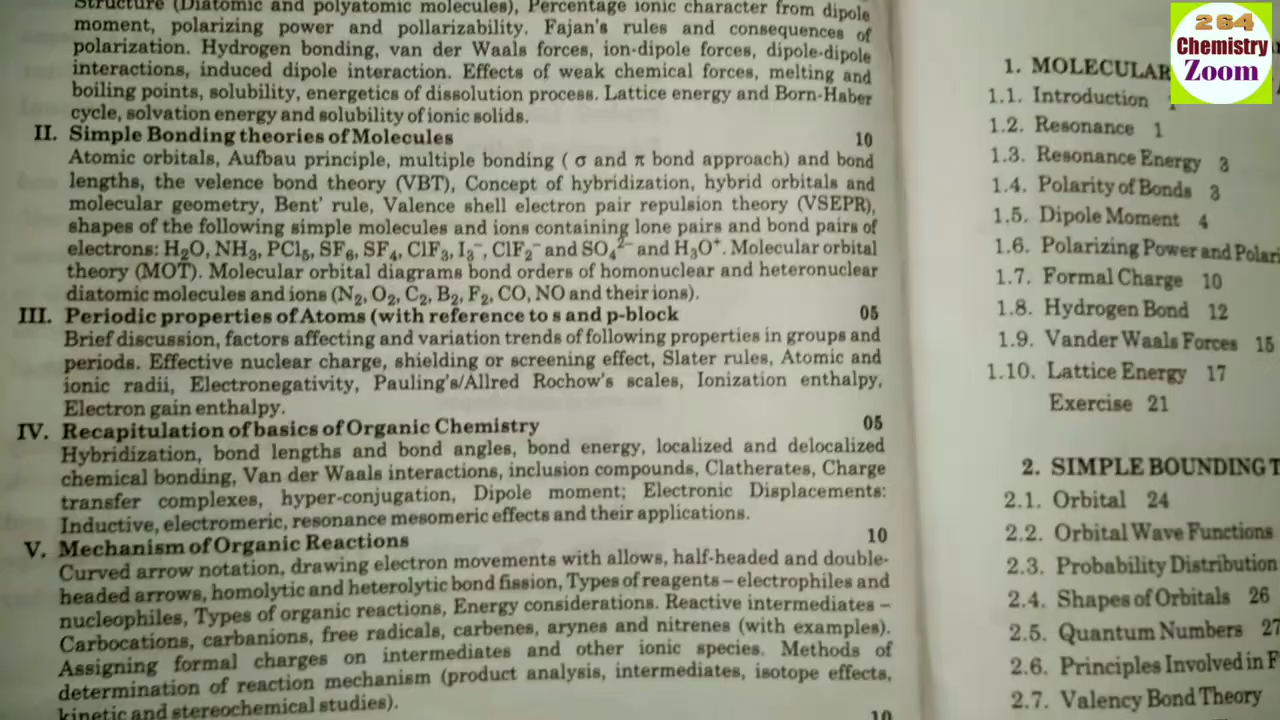 Structure (Diatomic and polyatomic molecules), Percentage ionic character from dipole
moment, polarizing power and pollarizability. Fajan's rules and consequences of
polarization. Hydrogen bonding, van der Waals forces, ion-dipole forces, dipole-dipole
interactions, induced dipole interaction. Effects of weak chemical forces, melting and
boiling points, solubility, energetics of dissolution process. Lattice energy and Born-Haber
cycle, solvation energy and solubility of ionic solids.
II. Simple Bonding theories of Molecules 10
Atomic orbitals, Aufbau principle, multiple bonding ( σ and π bond approach) and bond
lengths, the velence bond theory (VBT), Concept of hybridization, hybrid orbitals and
molecular geometry, Bent' rule, Valence shell electron pair repulsion theory (VSEPR),
shapes of the following simple molecules and ions containing lone pairs and bond pairs of
electrons: H₂O, NH₃, PCl₅, SF₆, SF₄, ClF₃, I₃⁻, ClF₂⁻ and SO₄²⁻ and H₃O⁺. Molecular orbital
theory (MOT). Molecular orbital diagrams bond orders of homonuclear and heteronuclear
diatomic molecules and ions (N₂, O₂, C₂, B₂, F₂, CO, NO and their ions).
III. Periodic properties of Atoms (with reference to s and p-block 05
Brief discussion, factors affecting and variation trends of following properties in groups and
periods. Effective nuclear charge, shielding or screening effect, Slater rules, Atomic and
ionic radii, Electronegativity, Pauling's/Allred Rochow's scales, Ionization enthalpy,
Electron gain enthalpy.
IV. Recapitulation of basics of Organic Chemistry 05
Hybridization, bond lengths and bond angles, bond energy, localized and delocalized
chemical bonding, Van der Waals interactions, inclusion compounds, Clatherates, Charge
transfer complexes, hyper-conjugation, Dipole moment; Electronic Displacements:
Inductive, electromeric, resonance mesomeric effects and their applications.
V. Mechanism of Organic Reactions 10
Curved arrow notation, drawing electron movements with allows, half-headed and double-
headed arrows, homolytic and heterolytic bond fission, Types of reagents – electrophiles and
nucleophiles, Types of organic reactions, Energy considerations. Reactive intermediates –
Carbocations, carbanions, free radicals, carbenes, arynes and nitrenes (with examples).
Assigning formal charges on intermediates and other ionic species. Methods of
determination of reaction mechanism (product analysis, intermediates, isotope effects,
kinetic and stereochemical studies).
10
264
Chemistry
Zoom
1. MOLECULAR
1.1. Introduction
1.2. Resonance 1
1.3. Resonance Energy 3
1.4. Polarity of Bonds 3
1.5. Dipole Moment 4
1.6. Polarizing Power and Polari
1.7. Formal Charge 10
1.8. Hydrogen Bond 12
1.9. Vander Waals Forces 15
1.10. Lattice Energy 17
Exercise 21
2. SIMPLE BOUNDING T
2.1. Orbital 24
2.2. Orbital Wave Functions
2.3. Probability Distribution
2.4. Shapes of Orbitals 26
2.5. Quantum Numbers 27
2.6. Principles Involved in F
2.7. Valency Bond Theory